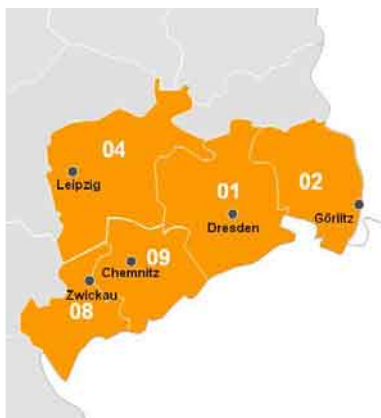 04
Leipzig
01
02
Dresden
Görlitz
09
Chemnitz
Zwickau
08